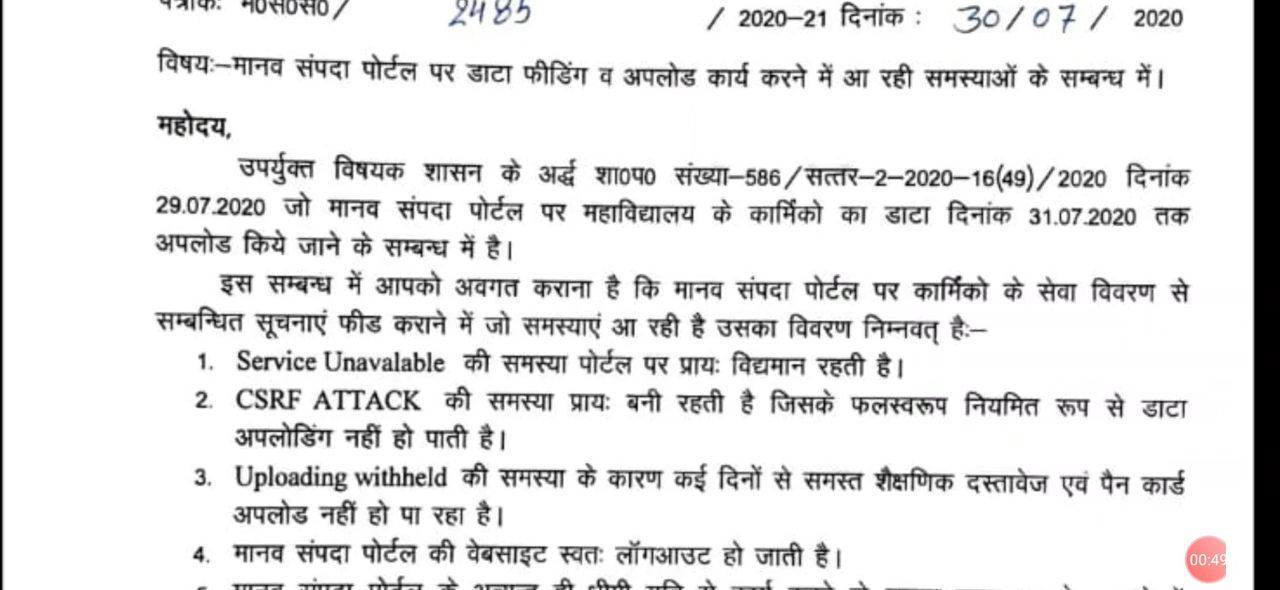 पत्रांकः म०स०स० / 2485 / 2020–21 दिनांक : 30/07/ 2020
विषयः–मानव संपदा पोर्टल पर डाटा फीडिंग व अपलोड कार्य करने में आ रही समस्याओं के सम्बन्ध में।
महोदय,
उपर्युक्त विषयक शासन के अर्द्ध शा०प० संख्या–586/सत्तर–2–2020–16(49)/2020 दिनांक
29.07.2020 जो मानव संपदा पोर्टल पर महाविद्यालय के कार्मिको का डाटा दिनांक 31.07.2020 तक
अपलोड किये जाने के सम्बन्ध में है।
इस सम्बन्ध में आपको अवगत कराना है कि मानव संपदा पोर्टल पर कार्मिको के सेवा विवरण से
सम्बन्धित सूचनाएं फीड कराने में जो समस्याएं आ रही है उसका विवरण निम्नवत् हैः–
1. Service Unavalable की समस्या पोर्टल पर प्रायः विद्यमान रहती है।
2. CSRF ATTACK की समस्या प्रायः बनी रहती है जिसके फलस्वरूप नियमित रूप से डाटा
अपलोडिंग नहीं हो पाती है।
3. Uploading withheld की समस्या के कारण कई दिनों से समस्त शैक्षणिक दस्तावेज एवं पैन कार्ड
अपलोड नहीं हो पा रहा है।
4. मानव संपदा पोर्टल की वेबसाइट स्वतः लॉगआउट हो जाती है।
00:49